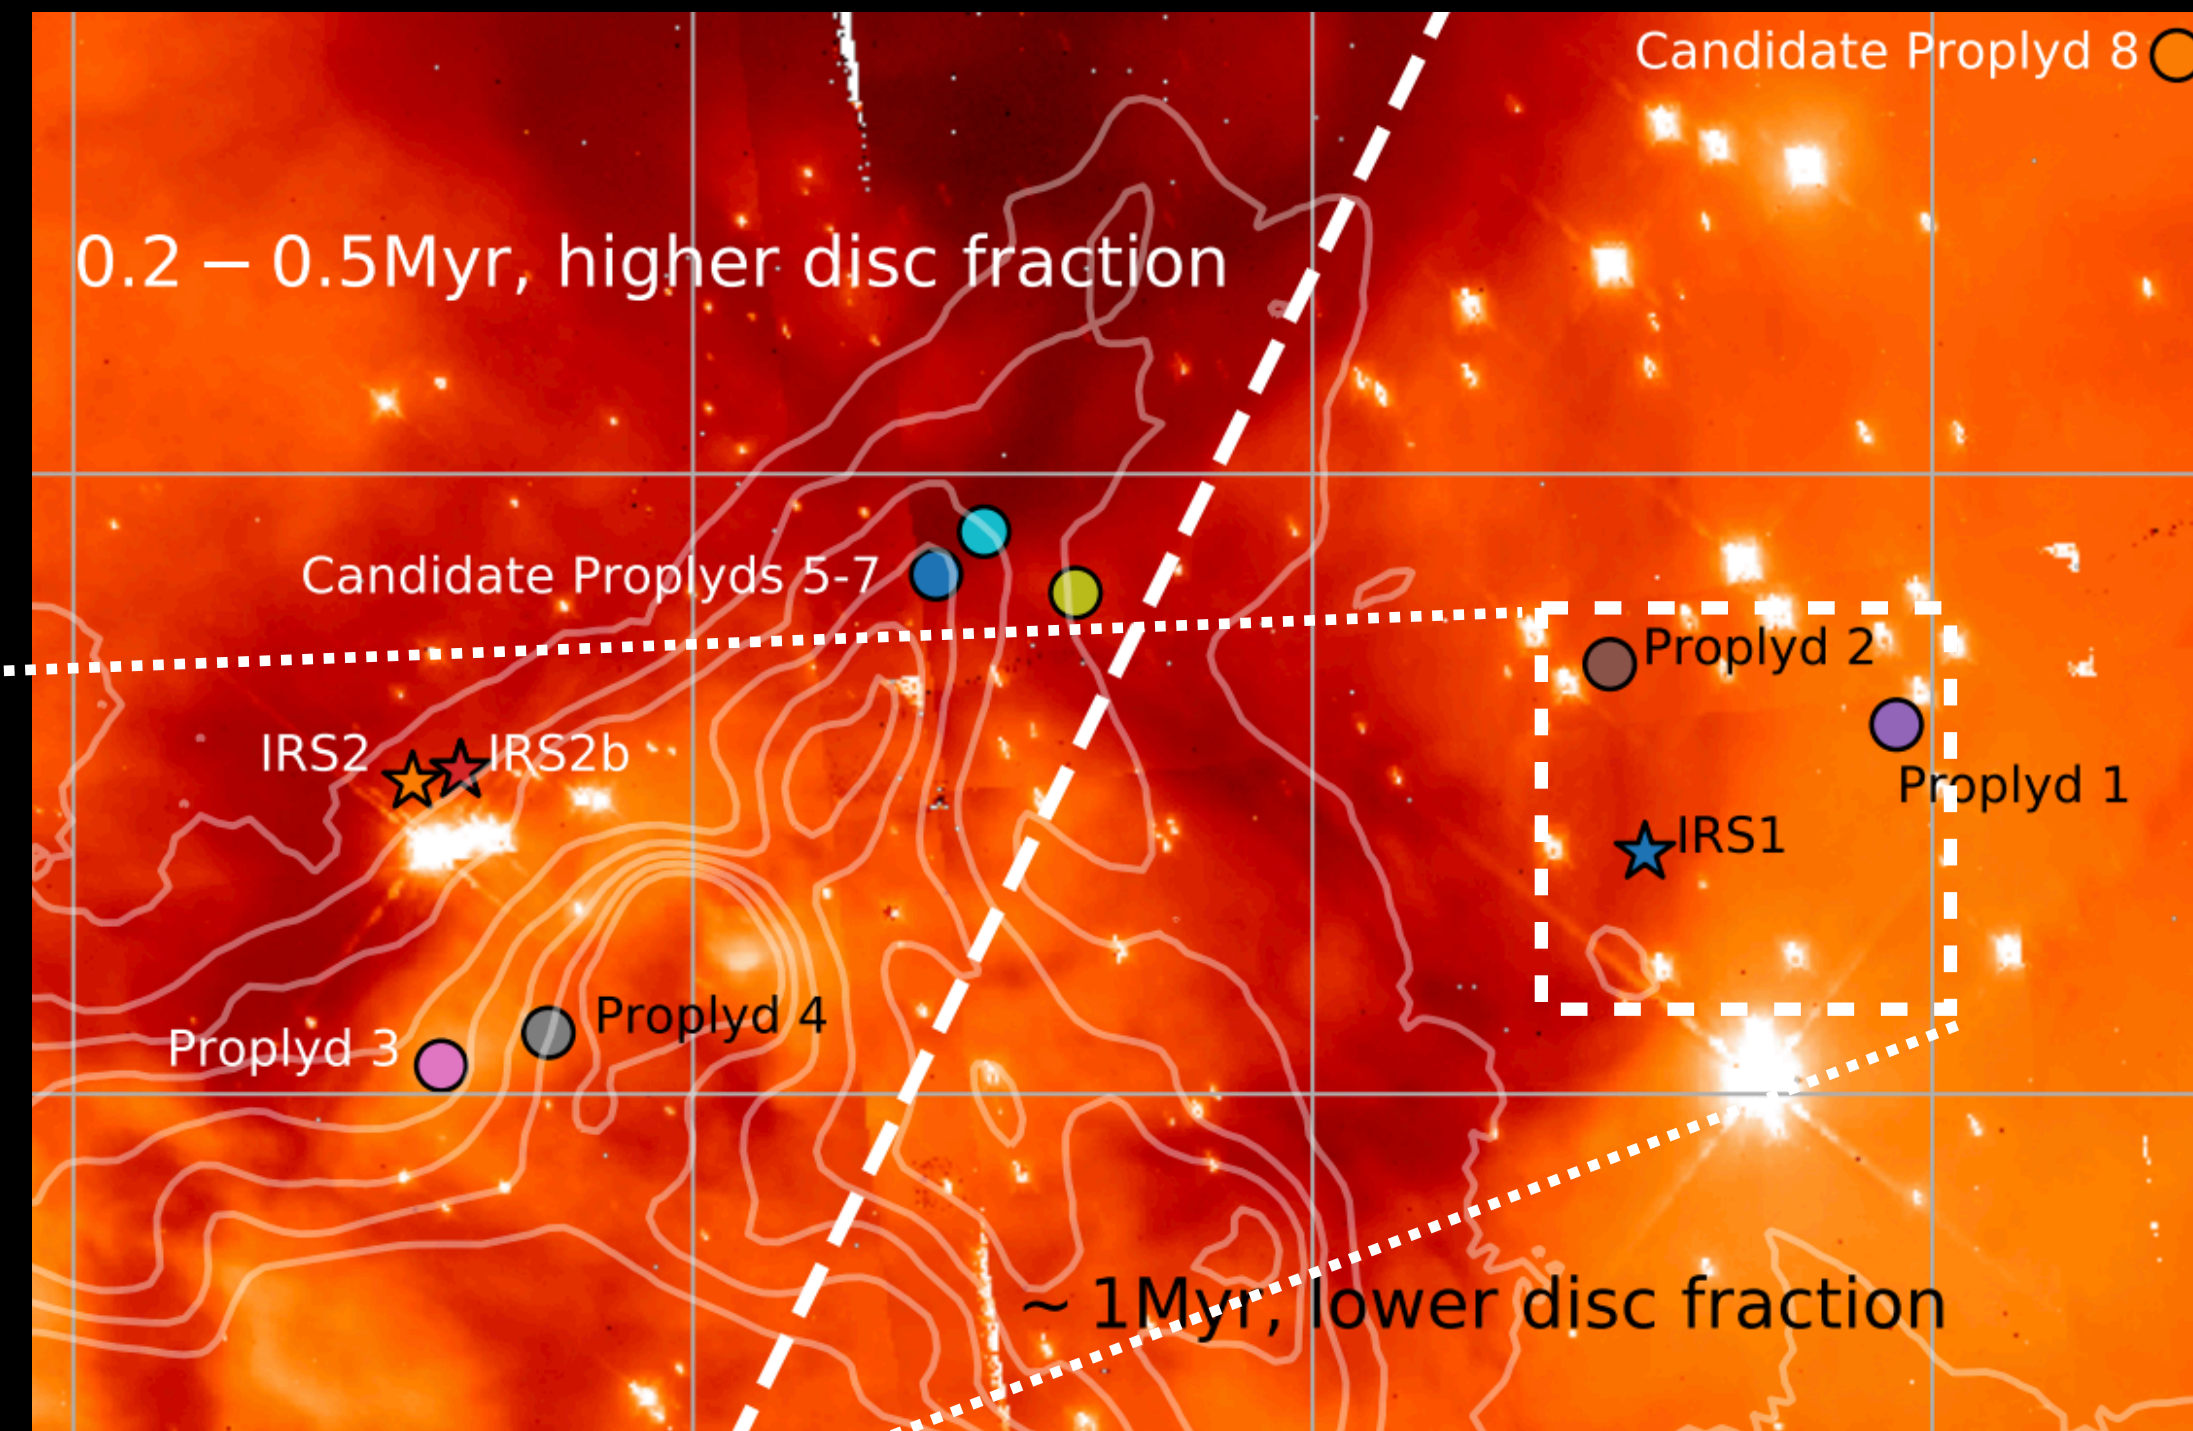 Candidate Proplyd 8
0.2 – 0.5Myr, higher disc fraction
Candidate Proplyds 5-7
Proplyd 2
IRS2
IRS2b
Proplyd 1
IRS1
Proplyd 4
Proplyd 3
~ 1Myr, lower disc fraction